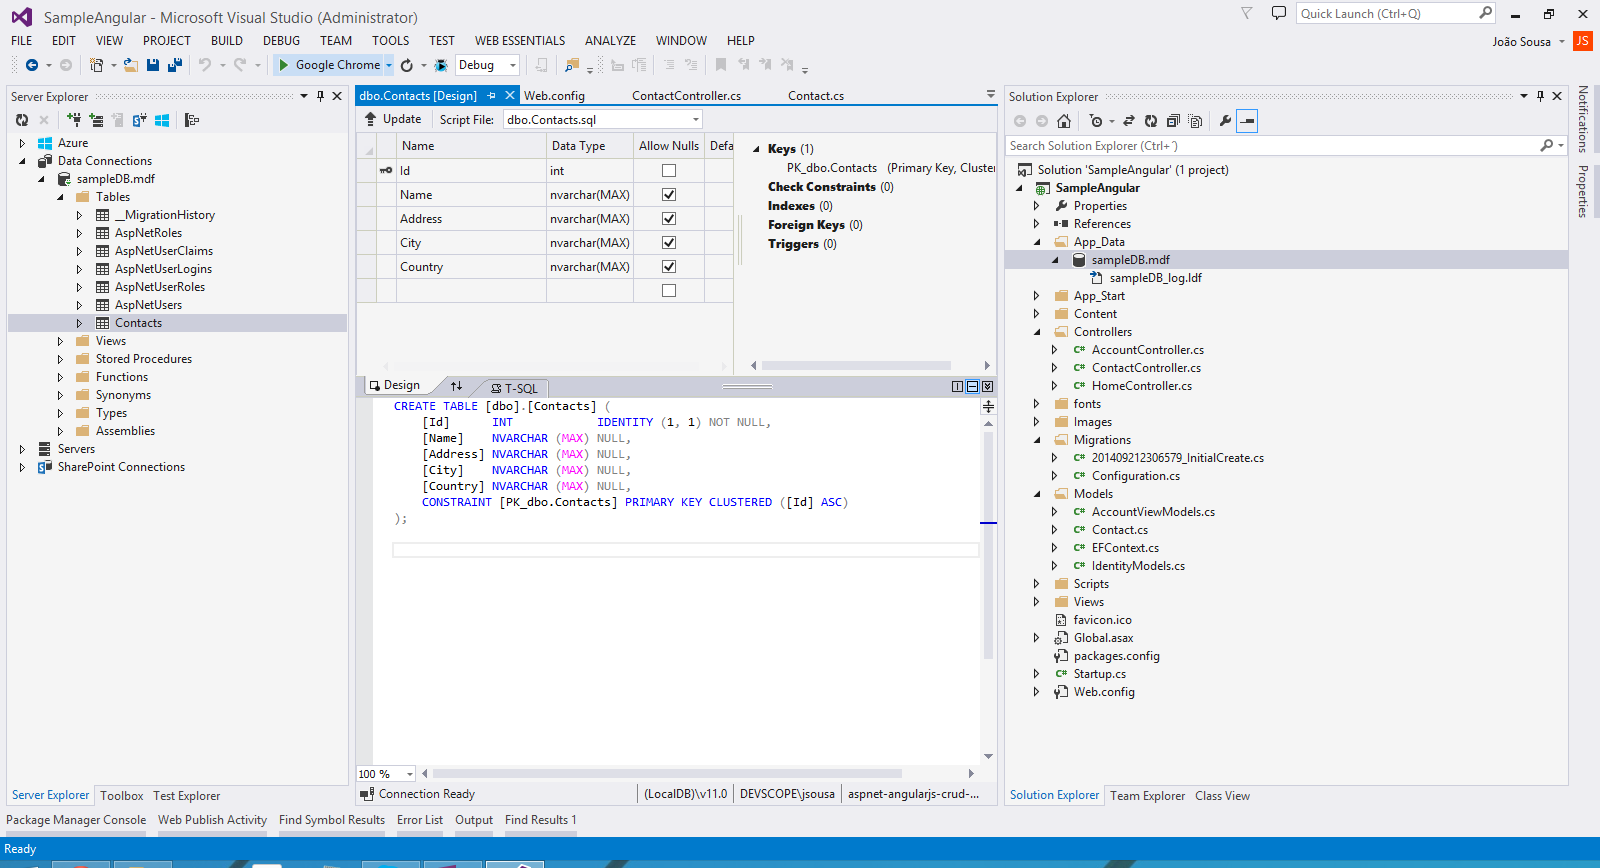 SampleAngular - Microsoft Visual Studio (Administrator)
Quick Launch (Ctrl+Q)
FILE EDIT VIEW PROJECT BUILD DEBUG TEAM TOOLS TEST WEB ESSENTIALS ANALYZE WINDOW HELP
João Sousa JS
Google Chrome Debug
Server Explorer
Azure
Data Connections
sampleDB.mdf
Tables
__MigrationHistory
AspNetRoles
AspNetUserClaims
AspNetUserLogins
AspNetUserRoles
AspNetUsers
Contacts
Views
Stored Procedures
Functions
Synonyms
Types
Assemblies
Servers
SharePoint Connections
Server Explorer Toolbox Test Explorer
dbo.Contacts [Design] Web.config ContactController.cs Contact.cs
Update Script File: dbo.Contacts.sql
Name Data Type Allow Nulls Defa
Id int
Name nvarchar(MAX)
Address nvarchar(MAX)
City nvarchar(MAX)
Country nvarchar(MAX)
Keys (1)
PK_dbo.Contacts (Primary Key, Cluste
Check Constraints (0)
Indexes (0)
Foreign Keys (0)
Triggers (0)
Design T-SQL
CREATE TABLE [dbo].[Contacts] (
[Id] INT IDENTITY (1, 1) NOT NULL,
[Name] NVARCHAR (MAX) NULL,
[Address] NVARCHAR (MAX) NULL,
[City] NVARCHAR (MAX) NULL,
[Country] NVARCHAR (MAX) NULL,
CONSTRAINT [PK_dbo.Contacts] PRIMARY KEY CLUSTERED ([Id] ASC)
);
100 %
Connection Ready (LocalDB)\v11.0 DEVSCOPE\jsousa aspnet-angularjs-crud-...
Solution Explorer
Search Solution Explorer (Ctrl+´)
Solution 'SampleAngular' (1 project)
SampleAngular
Properties
References
App_Data
sampleDB.mdf
sampleDB_log.ldf
App_Start
Content
Controllers
AccountController.cs
ContactController.cs
HomeController.cs
fonts
Images
Migrations
201409212306579_InitialCreate.cs
Configuration.cs
Models
AccountViewModels.cs
Contact.cs
EFContext.cs
IdentityModels.cs
Scripts
Views
favicon.ico
Global.asax
packages.config
Startup.cs
Web.config
Solution Explorer Team Explorer Class View
Notifications
Properties
Package Manager Console Web Publish Activity Find Symbol Results Error List Output Find Results 1
Ready